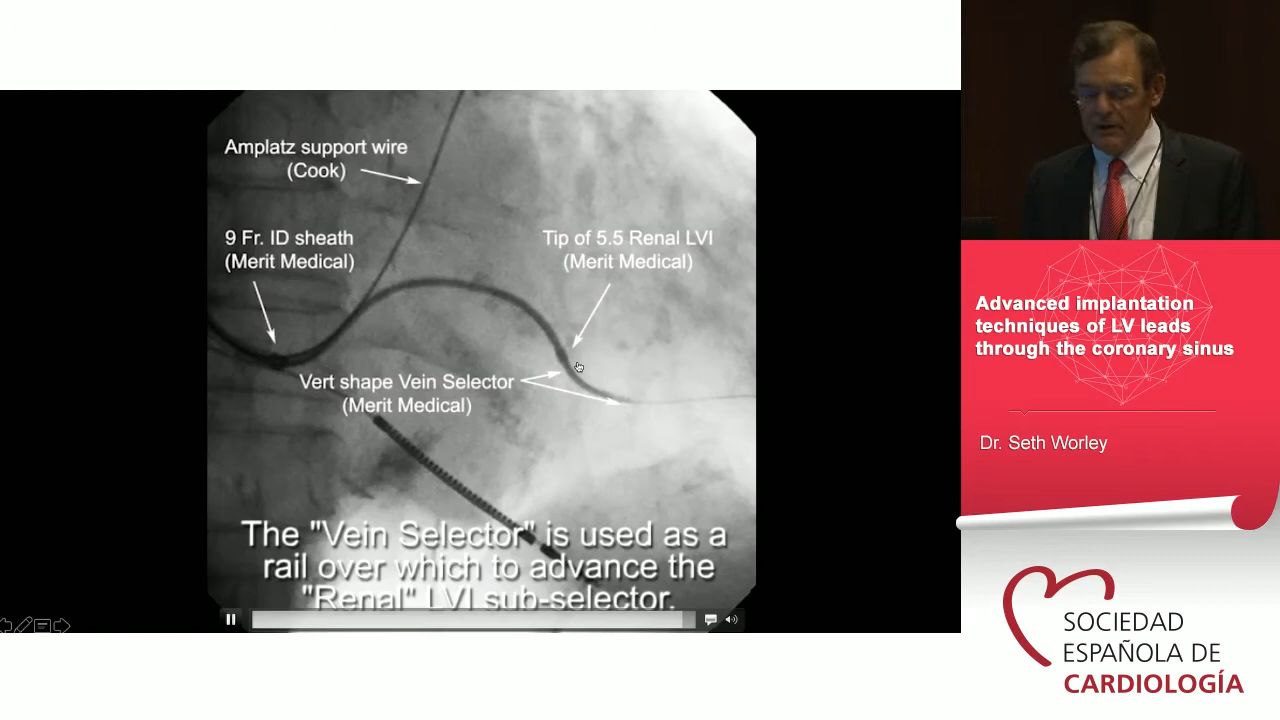 Amplatz support wire
(Cook)
9 Fr. ID sheath
(Merit Medical)
Tip of 5.5 Renal LVI
(Merit Medical)
Vert shape Vein Selector
(Merit Medical)
The "Vein Selector" is used as a
rail over which to advance the
"Renal" LVI sub-selector.
Advanced implantation
techniques of LV leads
through the coronary sinus
Dr. Seth Worley
SOCIEDAD
ESPAÑOLA DE
CARDIOLOGÍA